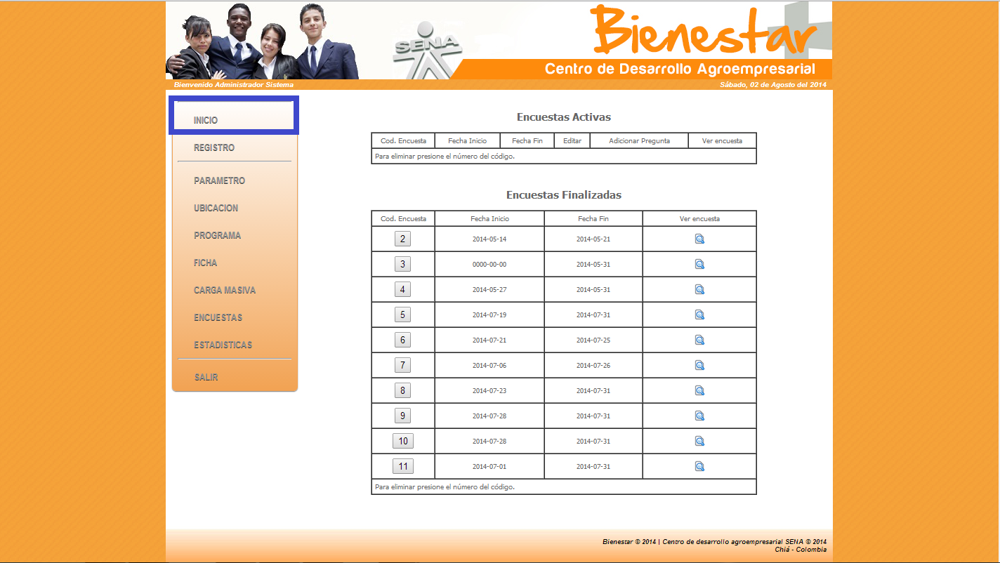 SENA
Bienestar
Centro de Desarrollo Agroempresarial
Bienvenido Administrador Sistema
Sábado, 02 de Agosto del 2014
INICIO
REGISTRO
PARAMETRO
UBICACION
PROGRAMA
FICHA
CARGA MASIVA
ENCUESTAS
ESTADISTICAS
SALIR
Encuestas Activas
Cod. Encuesta Fecha Inicio Fecha Fin Editar Adicionar Pregunta Ver encuesta
Para eliminar presione el número del código.
Encuestas Finalizadas
Cod. Encuesta Fecha Inicio Fecha Fin Ver encuesta
2 2014-05-14 2014-05-21
3 0000-00-00 2014-05-31
4 2014-05-27 2014-05-31
5 2014-07-19 2014-07-31
6 2014-07-21 2014-07-25
7 2014-07-06 2014-07-26
8 2014-07-23 2014-07-31
9 2014-07-28 2014-07-31
10 2014-07-28 2014-07-31
11 2014-07-01 2014-07-31
Para eliminar presione el número del código.
Bienestar © 2014 | Centro de desarrollo agroempresarial SENA © 2014
Chiá - Colombia